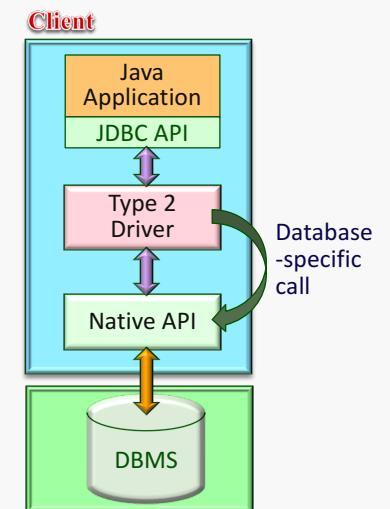 Client
Java
Application
JDBC API
Type 2
Driver
Database
-specific
call
Native API
DBMS